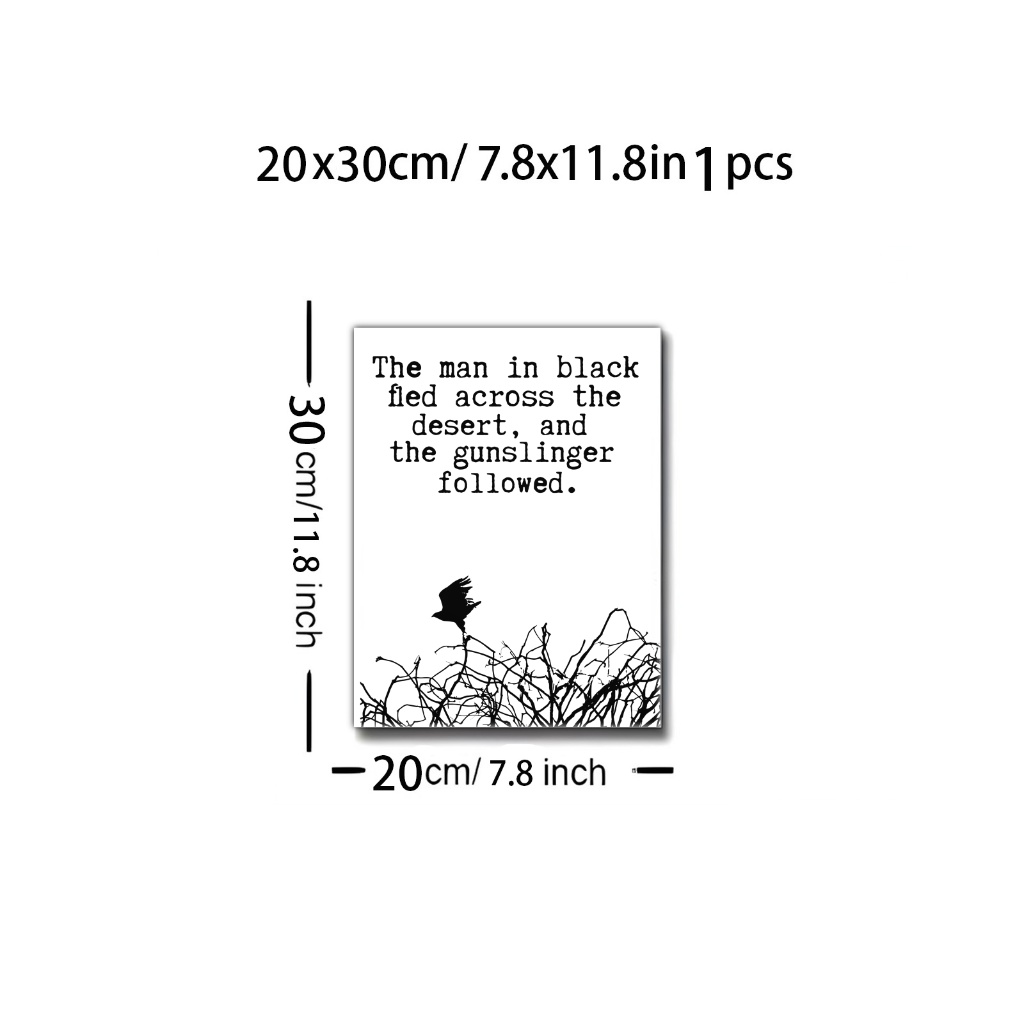 20x30cm/ 7.8x11.8in 1 pcs
The man in black
fled across the
desert, and
the gunslinger
followed.
30cm/11.8 inch
20cm/ 7.8 inch